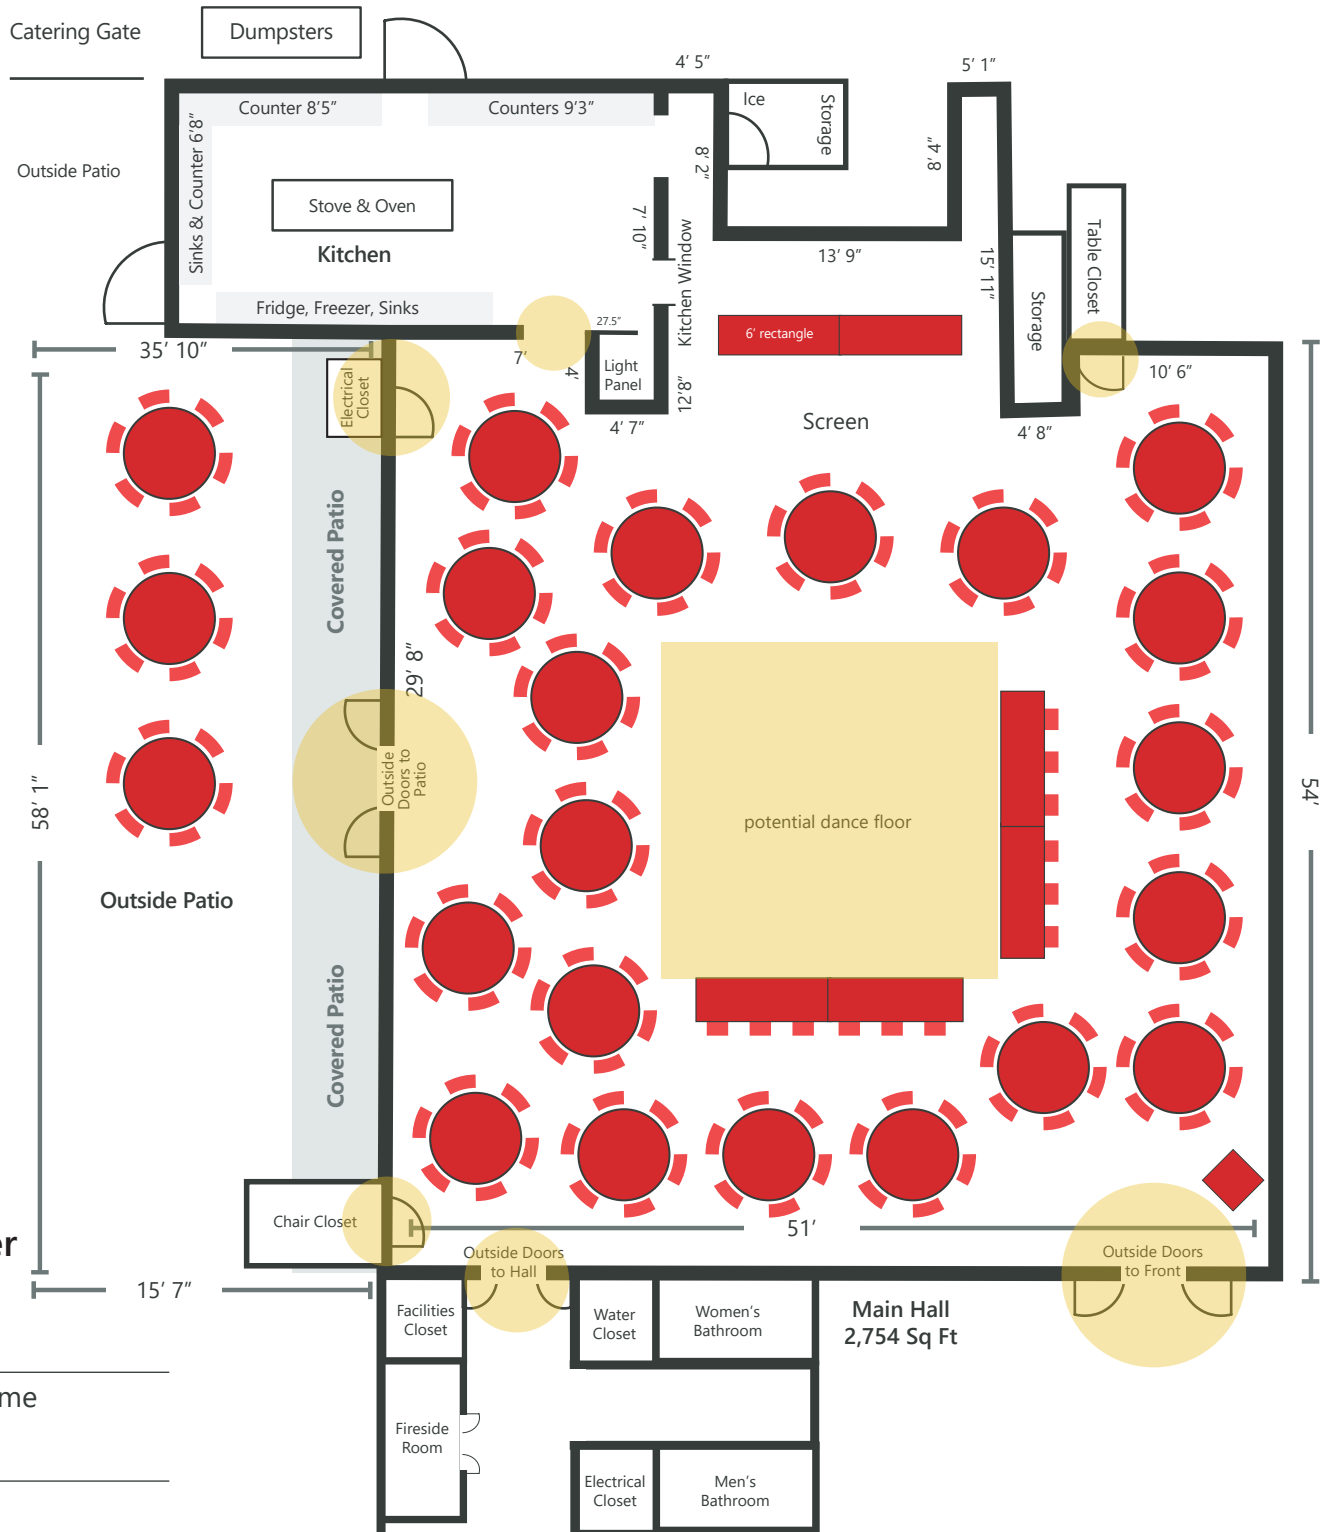 Catering Gate
Dumpsters
4' 5"
5' 1"
Counter 8'5"
Counters 9'3"
Ice
Storage
Sinks & Counter 6'8"
8' 2"
8' 4"
Outside Patio
Stove & Oven
Kitchen
7' 10"
Kitchen Window
13' 9"
15' 11"
Table Closet
Storage
Fridge, Freezer, Sinks
27.5"
6' rectangle
35' 10"
7'
4'
Light
Panel
12'8"
10' 6"
Electrical
Closet
4' 7"
Screen
4' 8"
Covered Patio
29' 8"
58' 1"
Outside
Doors to
Patio
potential dance floor
54'
Outside Patio
Covered Patio
Chair Closet
51'
er
Outside Doors
to Hall
Outside Doors
to Front
15' 7"
Facilities
Closet
Water
Closet
Women's
Bathroom
Main Hall
2,754 Sq Ft
me
Fireside
Room
Electrical
Closet
Men's
Bathroom